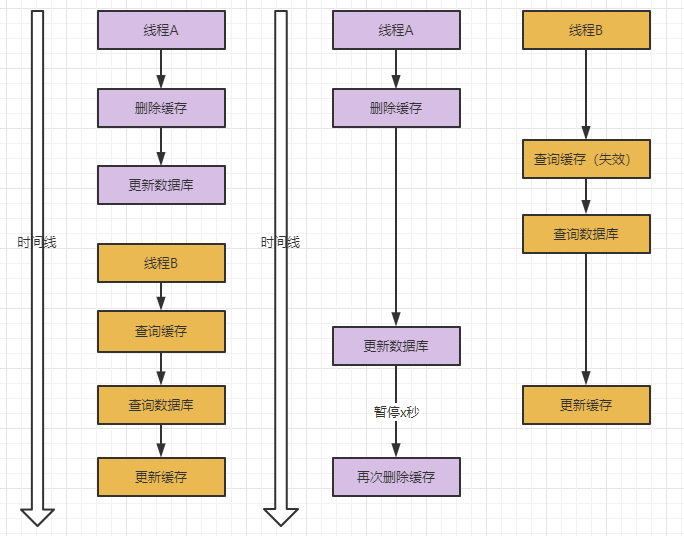 时间线
线程A
删除缓存
更新数据库
线程B
查询缓存
查询数据库
更新缓存
时间线
线程A
删除缓存
更新数据库
暂停x秒
再次删除缓存
线程B
查询缓存（失效）
查询数据库
更新缓存